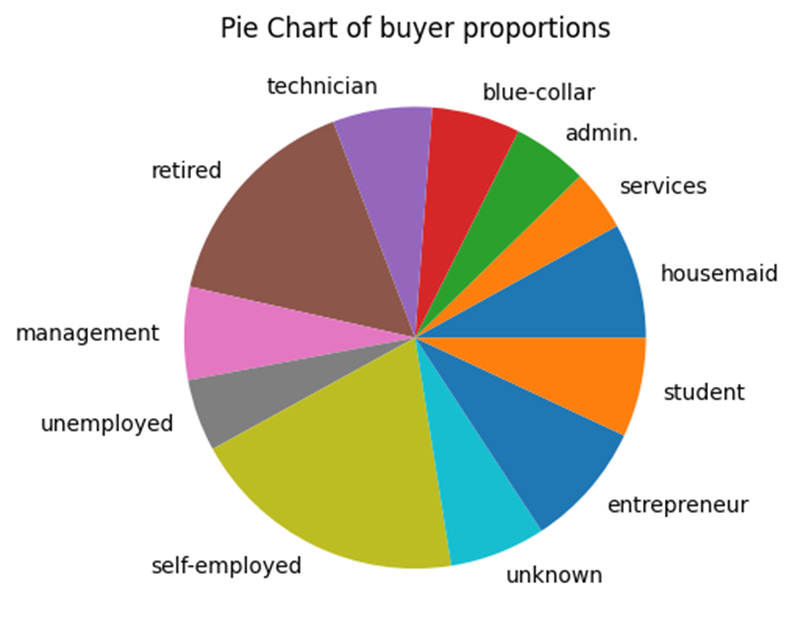 Pie Chart of buyer proportions
technician
blue-collar
admin.
retired
services
housemaid
management
student
unemployed
entrepreneur
self-employed
unknown